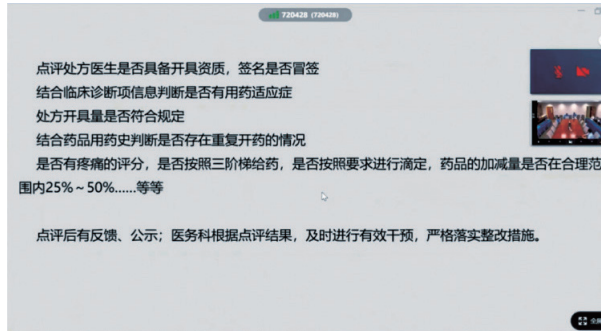 720428 (720428)
点评处方医生是否具备开具资质，签名是否冒签
结合临床诊断项信息判断是否有用药适应症
处方开具量是否符合规定
结合药品用药史判断是否存在重复开药的情况
是否有疼痛的评分，是否按照三阶梯给药，是否按照要求进行滴定，药品的加减量是否在合理范
围内25%～50%......等等
点评后有反馈、公示；医务科根据点评结果，及时进行有效干预，严格落实整改措施。